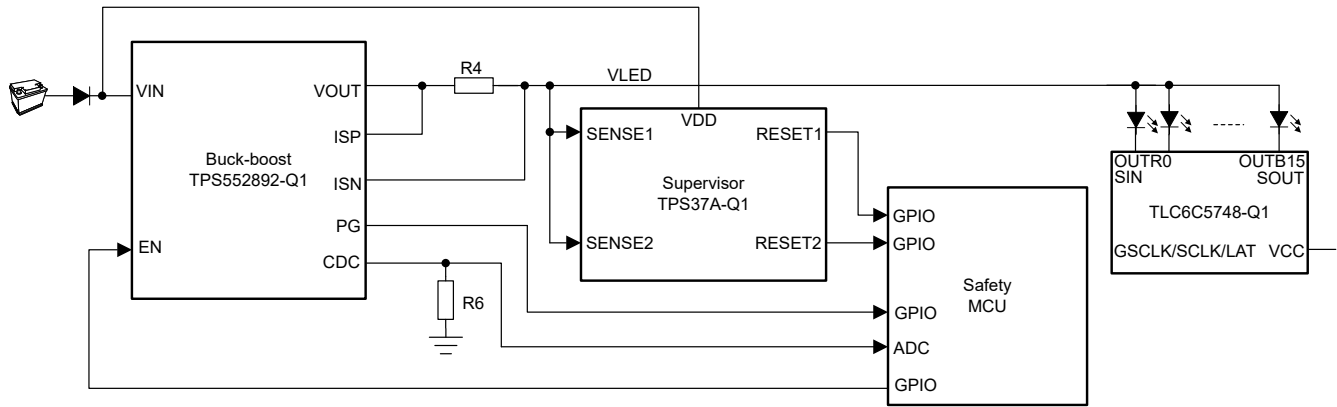 R4
VLED
VIN
VOUT
ISP
ISN
PG
CDC
EN
Buck-boost
TPS552892-Q1
R6
VDD
SENSE1
RESET1
Supervisor
TPS37A-Q1
SENSE2
RESET2
GPIO
GPIO
Safety
MCU
GPIO
ADC
GPIO
OUTR0
OUTB15
SIN
SOUT
TLC6C5748-Q1
GSCLK/SCLK/LAT
VCC